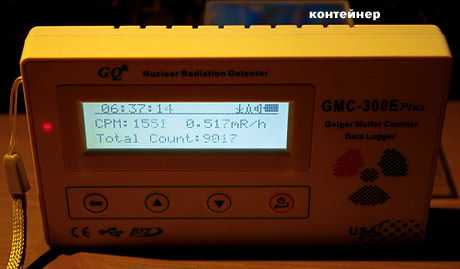 контейнер
GQ Nuclear Radiation Detector
06:37:14
CPM:1551 0.517mR/h
Total Count:9017
GMC-300E Plus
Geiger Muller Counter
Data Logger
USA
CE